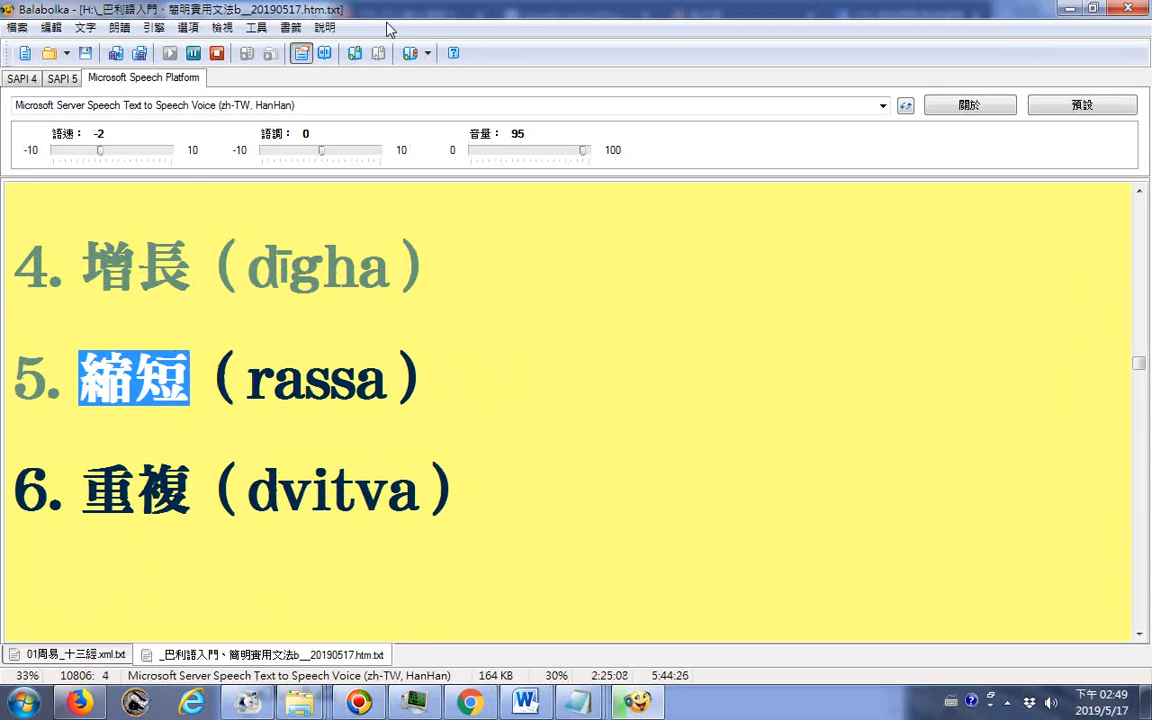 Balabolka - [H:\_巴利語入門、簡明實用文法b__20190517.htm.txt]
檔案 編輯 文字 朗讀 引擎 選項 檢視 工具 書籤 說明
SAPI 4 SAPI 5 Microsoft Speech Platform
Microsoft Server Speech Text to Speech Voice (zh-TW, HanHan)
關於 預設
語速： -2 語調： 0 音量： 95
-10 10 -10 10 0 100
4. 增長（dīgha）
5. 縮短（rassa）
6. 重複（dvitva）
01周易_十三經.xml.txt _巴利語入門、簡明實用文法b__20190517.htm.txt
33% 10806: 4 Microsoft Server Speech Text to Speech Voice (zh-TW, HanHan) 164 KB 30% 2:25:08 5:44:26
下午 02:49
2019/5/17